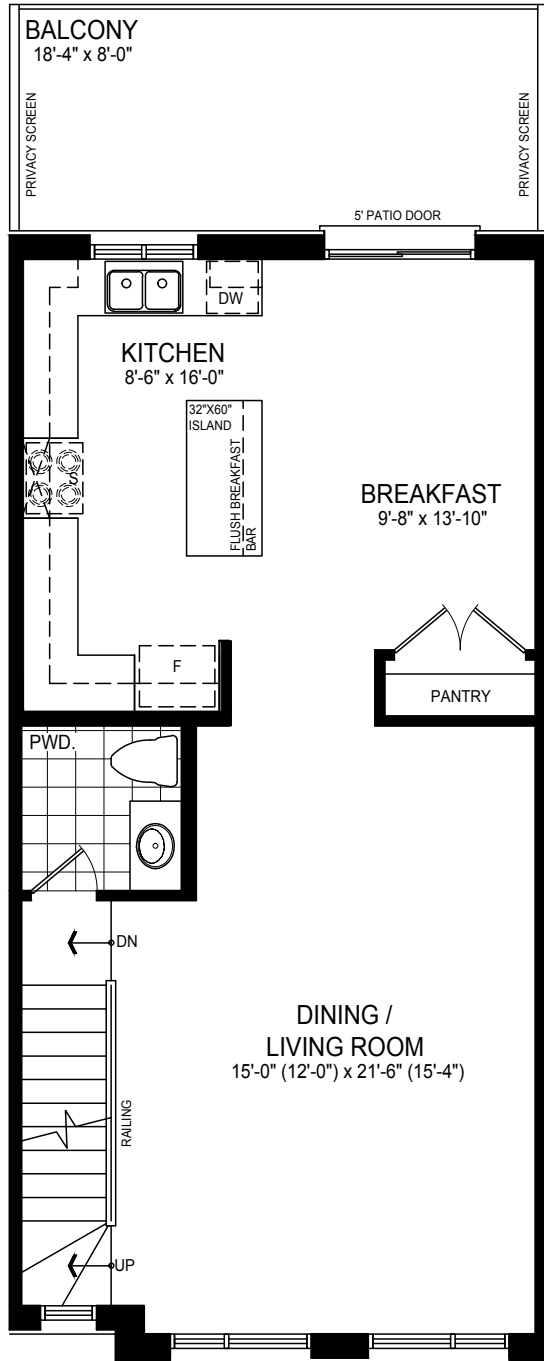 BALCONY
18'-4" x 8'-0"
PRIVACY SCREEN
PRIVACY SCREEN
5' PATIO DOOR
DW
KITCHEN
8'-6" x 16'-0"
32"X60"
ISLAND
FLUSH BREAKFAST
BAR
S
BREAKFAST
9'-8" x 13'-10"
F
PANTRY
PWD.
DN
DINING /
LIVING ROOM
15'-0" (12'-0") x 21'-6" (15'-4")
RAILING
UP